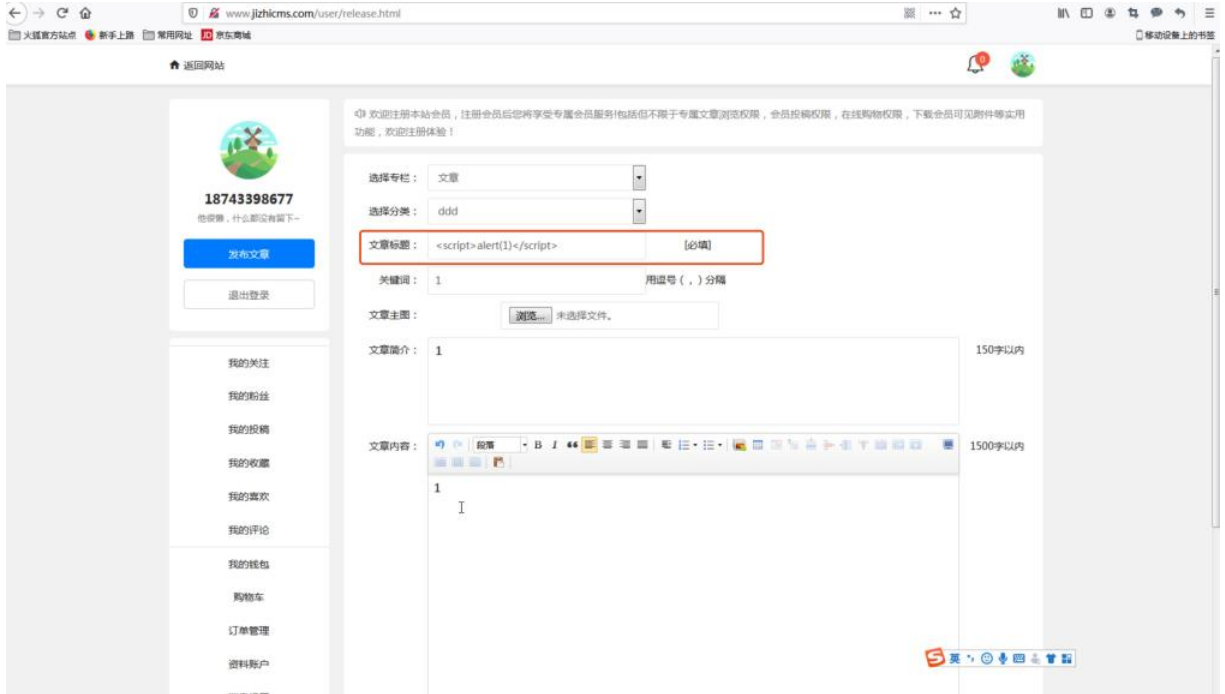 www.jizhicms.com/user/release.html
火狐官方站点 新手上路 常用网址 JD 京东商城 移动设备上的书签
返回网站
0
欢迎注册本站会员，注册会员后您将享受专属会员服务!包括但不限于专属文章浏览权限，会员投稿权限，在线购物权限，下载会员可见附件等实用
功能，欢迎注册体验！
18743398677
他很懒，什么都没有留下~
发布文章
退出登录
我的关注
我的粉丝
我的投稿
我的收藏
我的喜欢
我的评论
我的钱包
购物车
订单管理
资料账户
选择专栏： 文章
选择分类： ddd
文章标题： <script>alert(1)</script> [必填]
关键词： 1 用逗号（，）分隔
文章主图： 浏览... 未选择文件。
文章简介： 1 150字以内
文章内容： 段落 B I 1500字以内
1
S 英